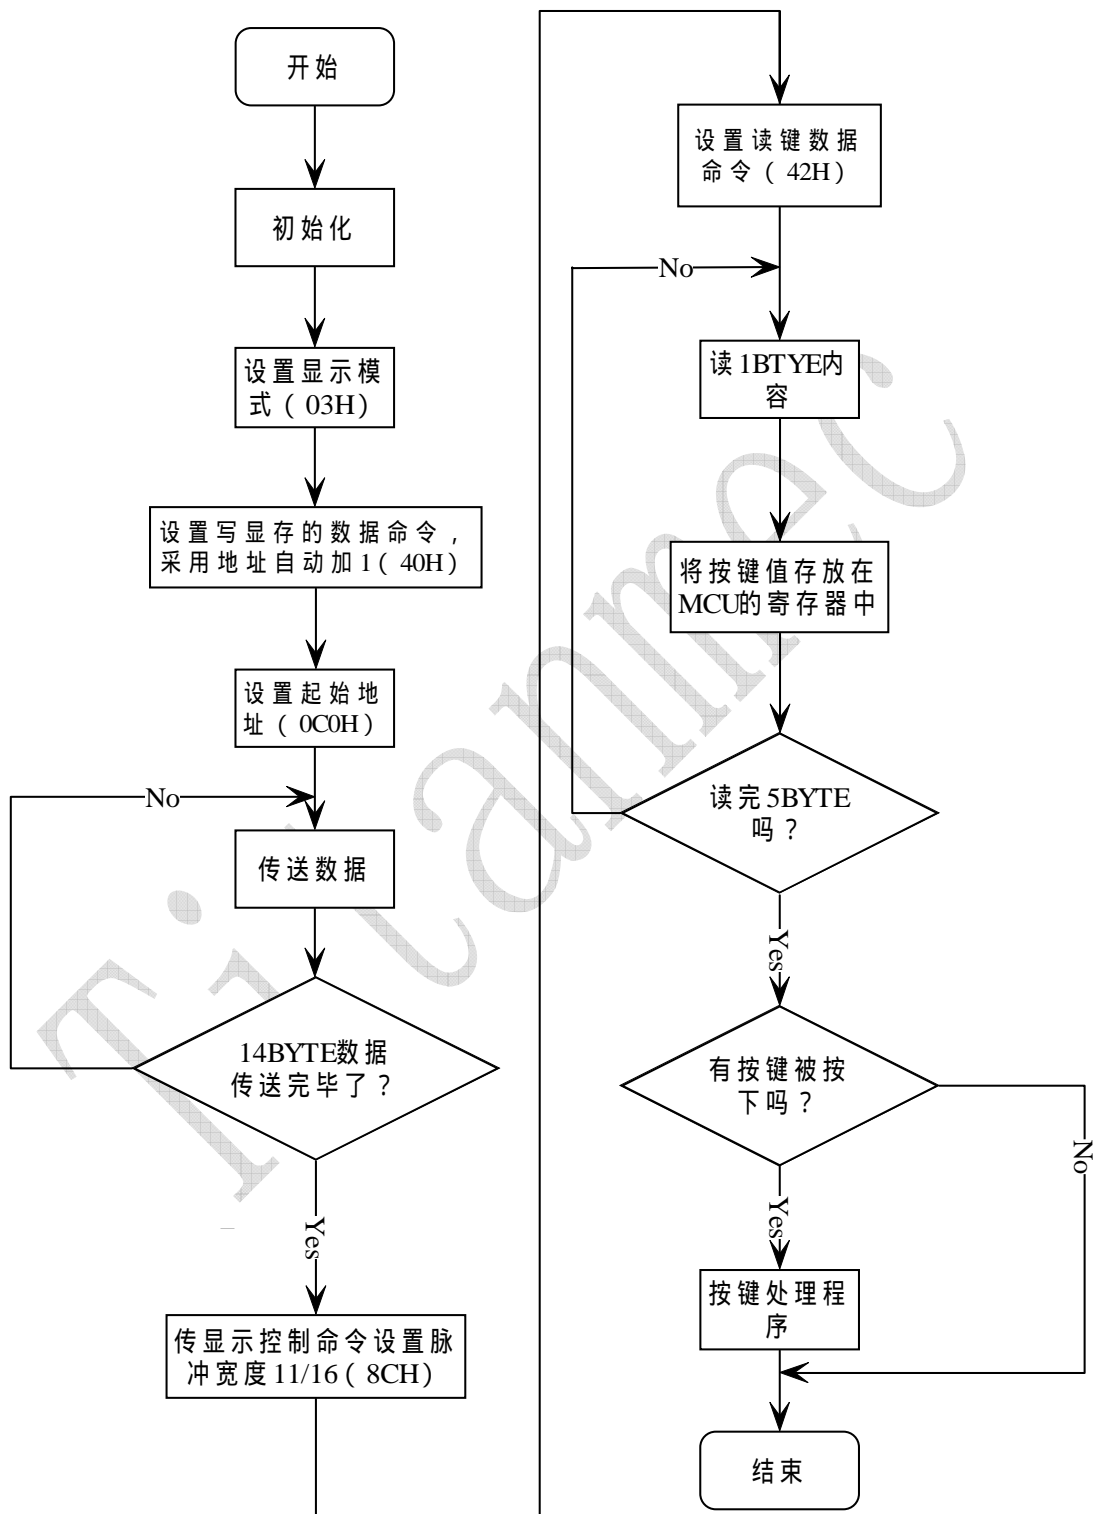 开始
初始化
设置显示模
式（03H）
设置写显存的数据命令，
采用地址自动加1（40H）
设置起始地
址（0C0H）
No
传送数据
14BYTE数据
传送完毕了？
Yes
传显示控制命令设置脉
冲宽度11/16（8CH）
设置读键数据
命令（42H）
No
读1BTYE内
容
将按键值存放在
MCU的寄存器中
读完5BYTE
吗？
Yes
有按键被按
下吗？
No
Yes
按键处理程
序
结束
Titanmec